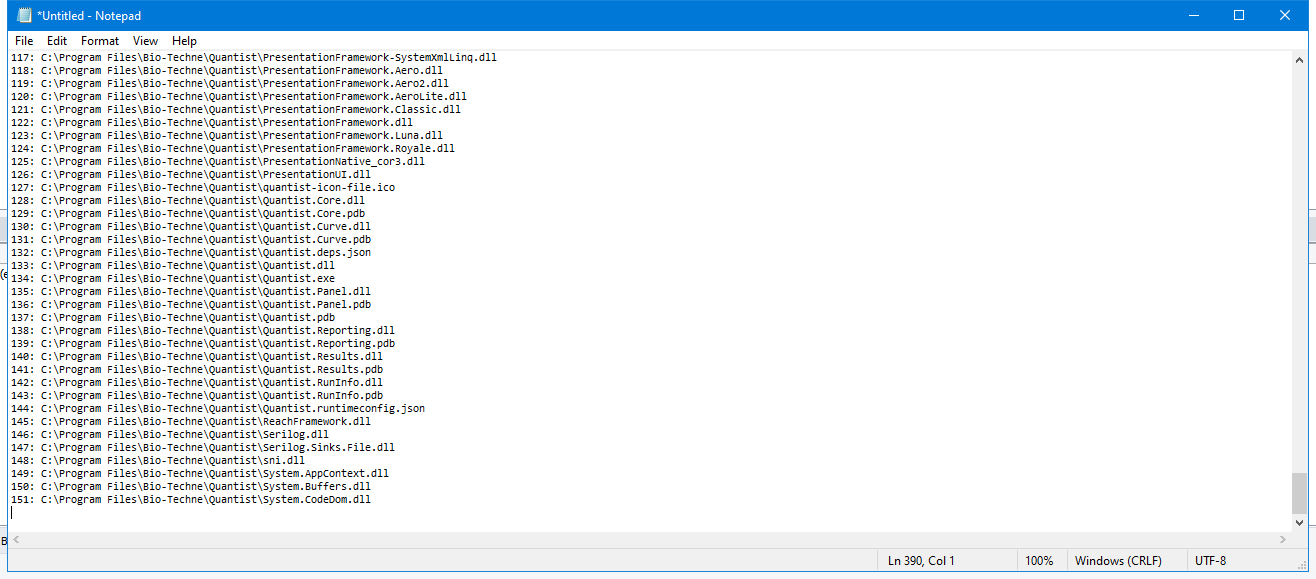 *Untitled - Notepad
File Edit Format View Help
117: C:\Program Files\Bio-Techne\Quantist\PresentationFramework-SystemXmlLinq.dll
118: C:\Program Files\Bio-Techne\Quantist\PresentationFramework.Aero.dll
119: C:\Program Files\Bio-Techne\Quantist\PresentationFramework.Aero2.dll
120: C:\Program Files\Bio-Techne\Quantist\PresentationFramework.AeroLite.dll
121: C:\Program Files\Bio-Techne\Quantist\PresentationFramework.Classic.dll
122: C:\Program Files\Bio-Techne\Quantist\PresentationFramework.dll
123: C:\Program Files\Bio-Techne\Quantist\PresentationFramework.Luna.dll
124: C:\Program Files\Bio-Techne\Quantist\PresentationFramework.Royale.dll
125: C:\Program Files\Bio-Techne\Quantist\PresentationNative_cor3.dll
126: C:\Program Files\Bio-Techne\Quantist\PresentationUI.dll
127: C:\Program Files\Bio-Techne\Quantist\quantist-icon-file.ico
128: C:\Program Files\Bio-Techne\Quantist\Quantist.Core.dll
129: C:\Program Files\Bio-Techne\Quantist\Quantist.Core.pdb
130: C:\Program Files\Bio-Techne\Quantist\Quantist.Curve.dll
131: C:\Program Files\Bio-Techne\Quantist\Quantist.Curve.pdb
132: C:\Program Files\Bio-Techne\Quantist\Quantist.deps.json
133: C:\Program Files\Bio-Techne\Quantist\Quantist.dll
134: C:\Program Files\Bio-Techne\Quantist\Quantist.exe
135: C:\Program Files\Bio-Techne\Quantist\Quantist.Panel.dll
136: C:\Program Files\Bio-Techne\Quantist\Quantist.Panel.pdb
137: C:\Program Files\Bio-Techne\Quantist\Quantist.pdb
138: C:\Program Files\Bio-Techne\Quantist\Quantist.Reporting.dll
139: C:\Program Files\Bio-Techne\Quantist\Quantist.Reporting.pdb
140: C:\Program Files\Bio-Techne\Quantist\Quantist.Results.dll
141: C:\Program Files\Bio-Techne\Quantist\Quantist.Results.pdb
142: C:\Program Files\Bio-Techne\Quantist\Quantist.RunInfo.dll
143: C:\Program Files\Bio-Techne\Quantist\Quantist.RunInfo.pdb
144: C:\Program Files\Bio-Techne\Quantist\Quantist.runtimeconfig.json
145: C:\Program Files\Bio-Techne\Quantist\ReachFramework.dll
146: C:\Program Files\Bio-Techne\Quantist\Serilog.dll
147: C:\Program Files\Bio-Techne\Quantist\Serilog.Sinks.File.dll
148: C:\Program Files\Bio-Techne\Quantist\sni.dll
149: C:\Program Files\Bio-Techne\Quantist\System.AppContext.dll
150: C:\Program Files\Bio-Techne\Quantist\System.Buffers.dll
151: C:\Program Files\Bio-Techne\Quantist\System.CodeDom.dll
Ln 390, Col 1 100% Windows (CRLF) UTF-8